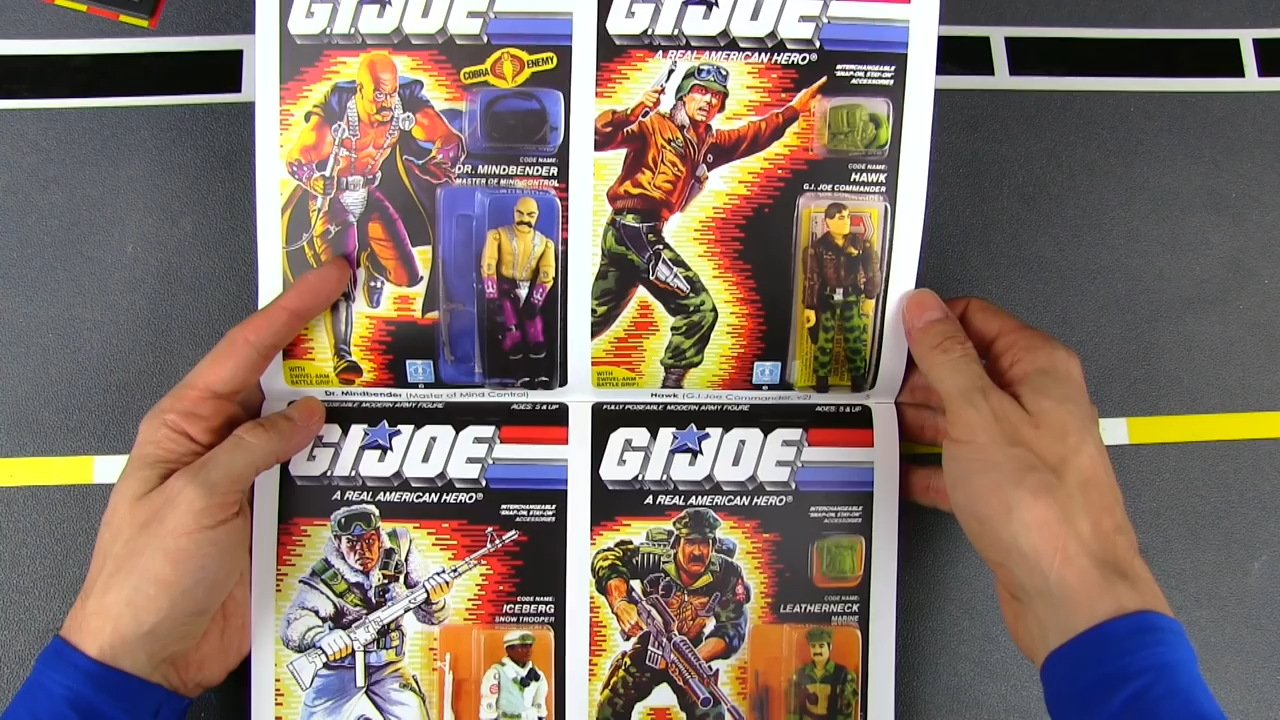 G.I.JOE
COBRA ENEMY
CODE NAME:
DR. MINDBENDER
MASTER OF MIND CONTROL
WITH
SWIVEL-ARM
BATTLE GRIP!
Dr. Mindbender (Master of Mind Control)
G.I.JOE
A REAL AMERICAN HERO®
INTERCHANGEABLE
"SNAP-ON, STAY-ON"
ACCESSORIES
CODE NAME:
HAWK
G.I. JOE COMMANDER
WITH
SWIVEL-ARM
BATTLE GRIP!
Hawk (G.I. Joe Commander, v2)
5
POSEABLE MODERN ARMY FIGURE
AGES: 5 & UP
G.I.JOE
A REAL AMERICAN HERO®
INTERCHANGEABLE
"SNAP-ON, STAY-ON"
ACCESSORIES
CODE NAME:
ICEBERG
SNOW TROOPER
FULLY POSEABLE MODERN ARMY FIGURE
AGES: 5 & UP
G.I.JOE
A REAL AMERICAN HERO®
INTERCHANGEABLE
"SNAP-ON, STAY-ON"
ACCESSORIES
CODE NAME:
LEATHERNECK
MARINE